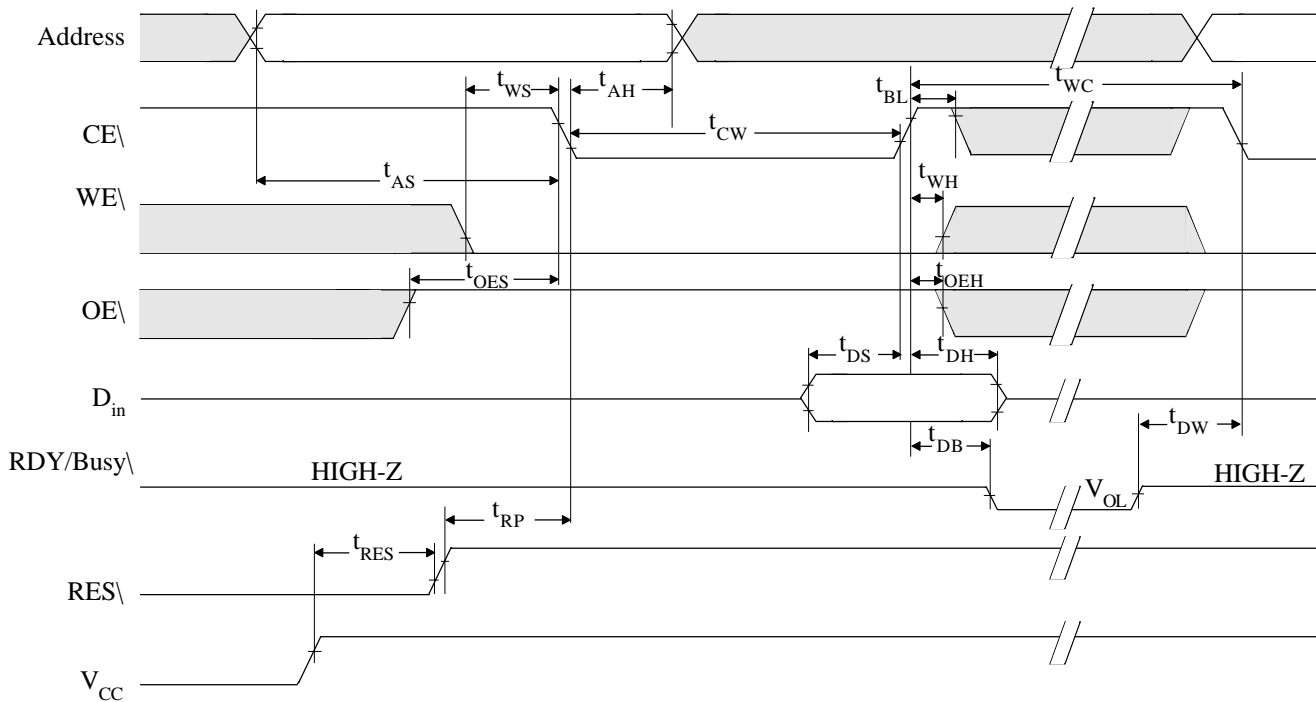 Address
t_WS
t_AH
t_BL
t_WC
CE\
t_CW
t_AS
t_WH
WE\
t_OES
t_OEH
OE\
t_DS
t_DH
D_in
t_DB
t_DW
RDY/Busy\
HIGH-Z
V_OL
HIGH-Z
t_RP
t_RES
RES\
V_CC